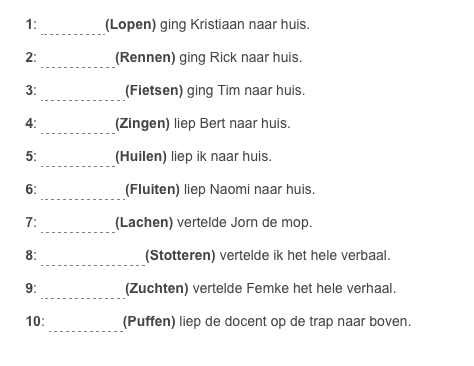 1: (Lopen) ging Kristiaan naar huis.
2: (Rennen) ging Rick naar huis.
3: (Fietsen) ging Tim naar huis.
4: (Zingen) liep Bert naar huis.
5: (Huilen) liep ik naar huis.
6: (Fluiten) liep Naomi naar huis.
7: (Lachen) vertelde Jorn de mop.
8: (Stotteren) vertelde ik het hele verbaal.
9: (Zuchten) vertelde Femke het hele verhaal.
10: (Puffen) liep de docent op de trap naar boven.